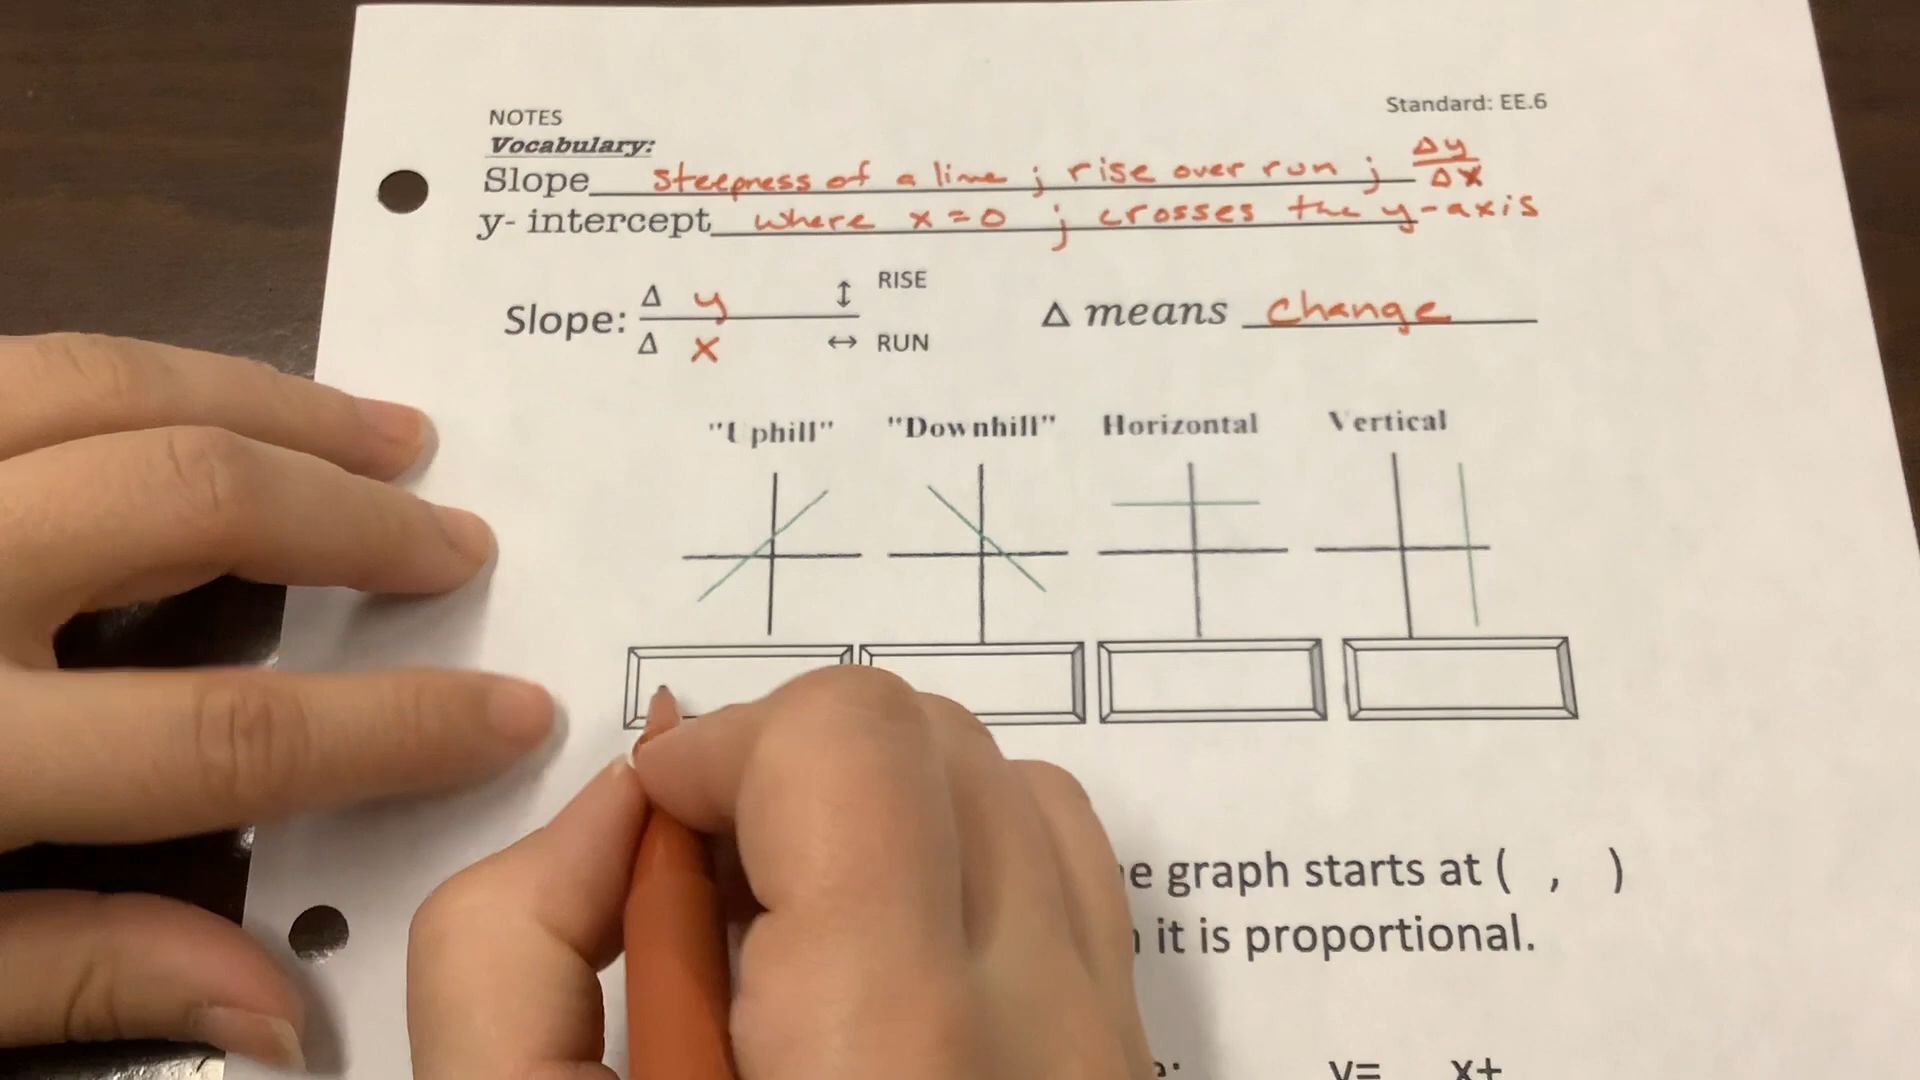 NOTES
Standard: EE.6
Vocabulary:
Slope steepness of a line ; rise over run ; Δy/Δx
y- intercept where x=0 ; crosses the y-axis
Slope: Δ y ↕ RISE
Δ x ↔ RUN
Δ means change
"Uphill" "Downhill" Horizontal Vertical
graph starts at ( , )
it is proportional.
y= x+